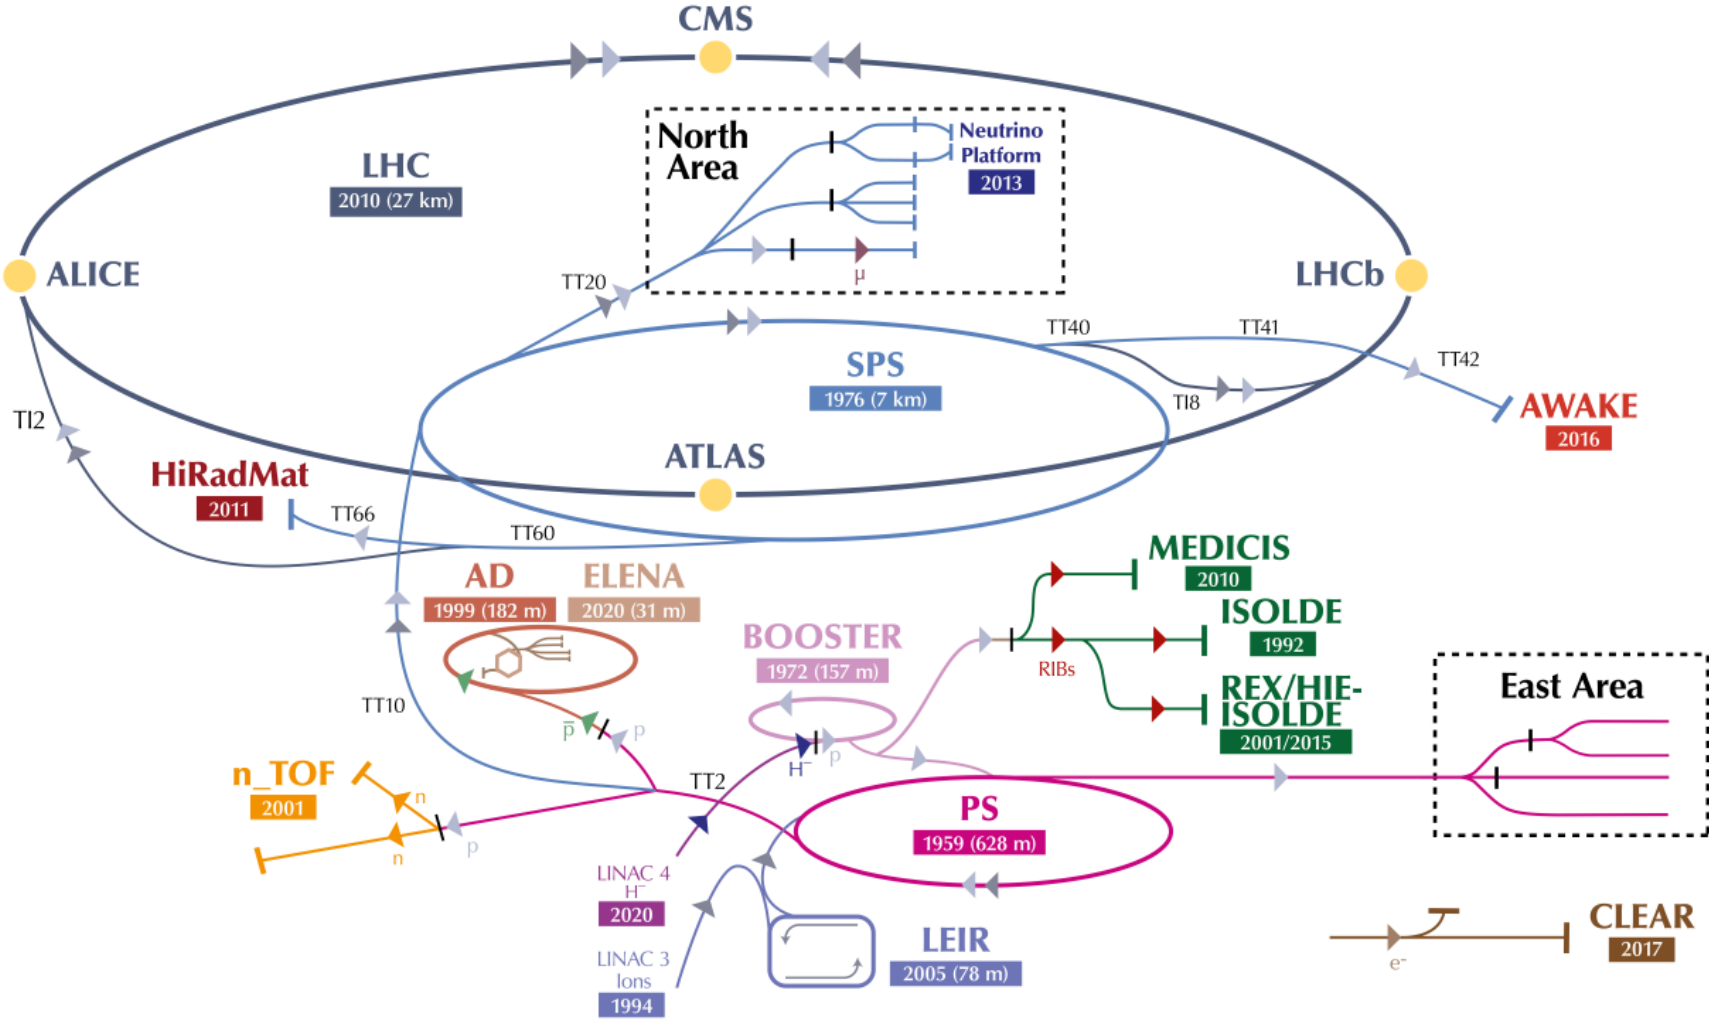 CMS
North
Area
Neutrino
Platform
2013
LHC
2010 (27 km)
ALICE
LHCb
TT20
μ
TT40
TT41
TT42
SPS
1976 (7 km)
TI8
AWAKE
2016
TI2
ATLAS
HiRadMat
2011
TT66
TT60
MEDICIS
2010
AD
1999 (182 m)
ELENA
2020 (31 m)
ISOLDE
1992
BOOSTER
1972 (157 m)
RIBs
REX/HIE-
ISOLDE
2001/2015
East Area
TT10
p̅
p
H⁻
p
n_TOF
2001
n
n
p
TT2
PS
1959 (628 m)
LINAC 4
H⁻
2020
LINAC 3
Ions
1994
LEIR
2005 (78 m)
CLEAR
2017
e⁻